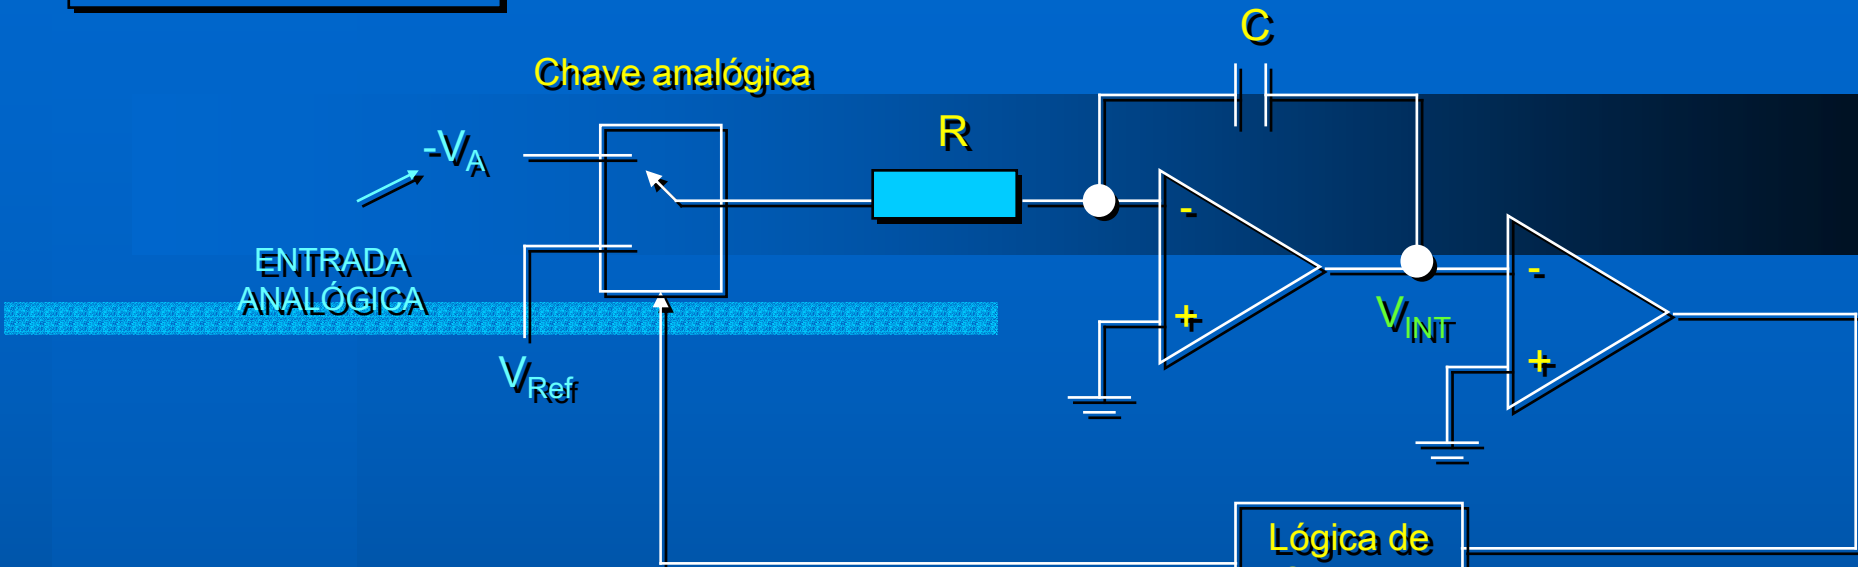 C
Chave analógica
R
-VA
-
-
ENTRADA
ANALÓGICA
+
VINT
+
VRef
Lógica de